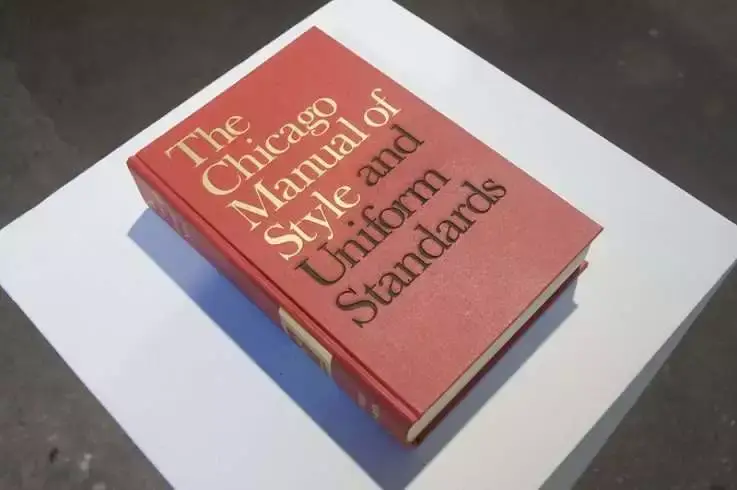 The
Chicago
Manual of
Style and
Uniform
Standards